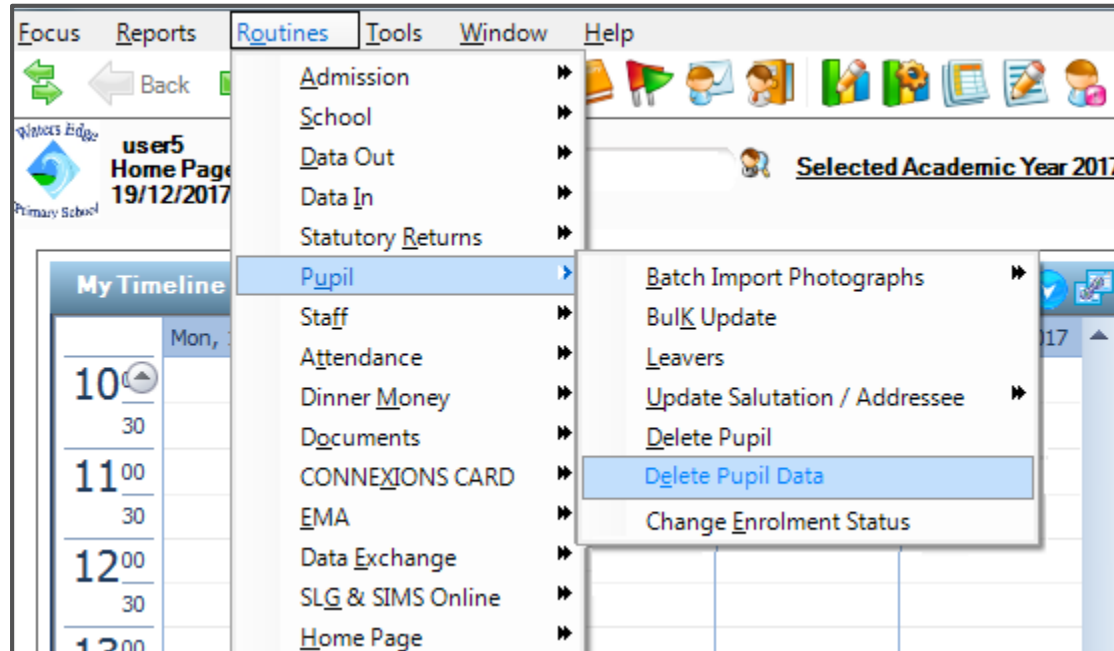 Focus Reports Routines Tools Window Help
Back
Waters Edge
Primary School
user5
Home Page
19/12/2017
Selected Academic Year 2017
Admission
School
Data Out
Data In
Statutory Returns
Pupil
Staff
Attendance
Dinner Money
Documents
CONNEXIONS CARD
EMA
Data Exchange
SLG & SIMS Online
Home Page
Batch Import Photographs
BulK Update
Leavers
Update Salutation / Addressee
Delete Pupil
Delete Pupil Data
Change Enrolment Status
My Timeline
Mon,
017
10
30
11 00
30
12 00
30
13 00